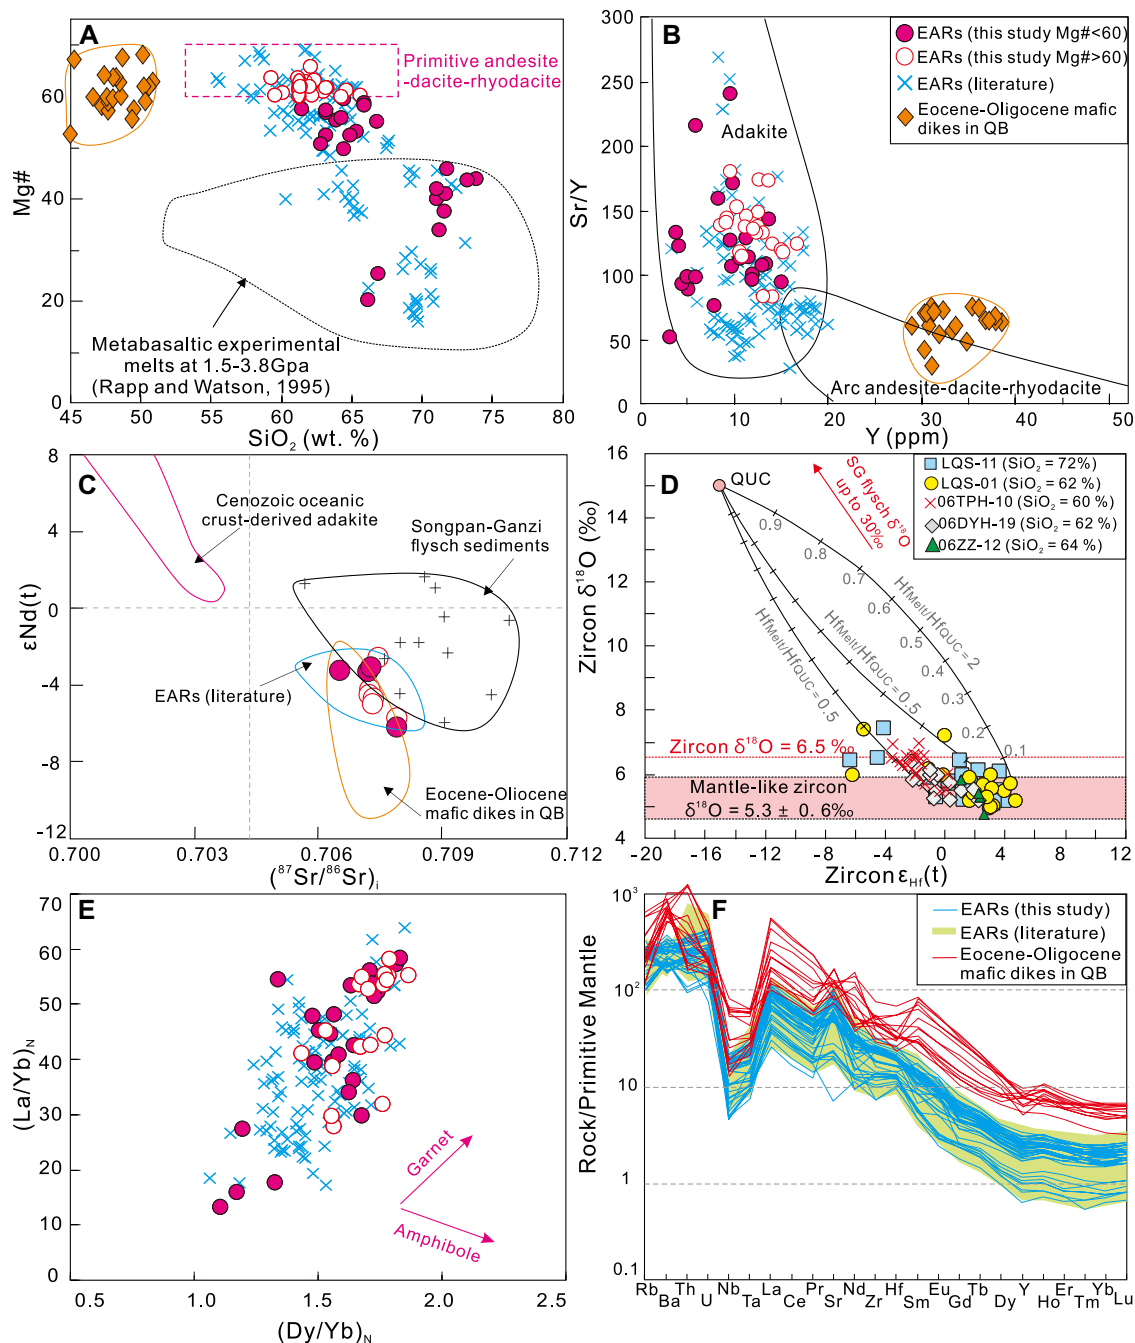 A
Primitive andesite
-dacite-rhyodacite
Metabasaltic experimental
melts at 1.5-3.8Gpa
(Rapp and Watson, 1995)
Mg#
0
20
40
60
45
50
55
60
65
70
75
80
SiO2 (wt. %)
B
EARs (this study Mg#<60)
EARs (this study Mg#>60)
EARs (literature)
Eocene-Oligocene mafic
dikes in QB
Adakite
Arc andesite-dacite-rhyodacite
Sr/Y
300
250
200
150
100
50
0
0
10
20
30
40
50
Y (ppm)
C
Cenozoic oceanic
crust-derived adakite
Songpan-Ganzi
flysch sediments
EARs (literature)
Eocene-Oliocene
mafic dikes in QB
εNd(t)
8
4
0
-4
-8
-12
0.700
0.703
0.706
0.709
0.712
(⁸⁷Sr/⁸⁶Sr)i
D
QUC
SG flysch δ¹⁸O
up to 30‰
LQS-11 (SiO2 = 72%)
LQS-01 (SiO2 = 62 %)
06TPH-10 (SiO2 = 60 %)
06DYH-19 (SiO2 = 62 %)
06ZZ-12 (SiO2 = 64 %)
0.9
0.8
0.7
0.6
0.5
0.4
0.3
0.2
0.1
HfMelt/HfQUC = 2
HfMelt/HfQUC = 0.5
HfMelt/HfQUC = 0.5
Zircon δ¹⁸O = 6.5 ‰
Mantle-like zircon
δ¹⁸O = 5.3 ± 0. 6‰
Zircon δ¹⁸O (‰)
16
14
12
10
8
6
4
-20
-16
-12
-8
-4
0
4
8
12
Zircon εHf(t)
E
Garnet
Amphibole
(La/Yb)N
70
60
50
40
30
20
10
0
0.5
1.0
1.5
2.0
2.5
(Dy/Yb)N
F
EARs (this study)
EARs (literature)
Eocene-Oligocene
mafic dikes in QB
Rock/Primitive Mantle
10³
10²
10
1
0.1
Rb Th Nb La Pr Nd Hf Eu Tb Y Er Yb
Ba U Ta Ce Sr Zr Sm Gd Dy Ho Tm Lu